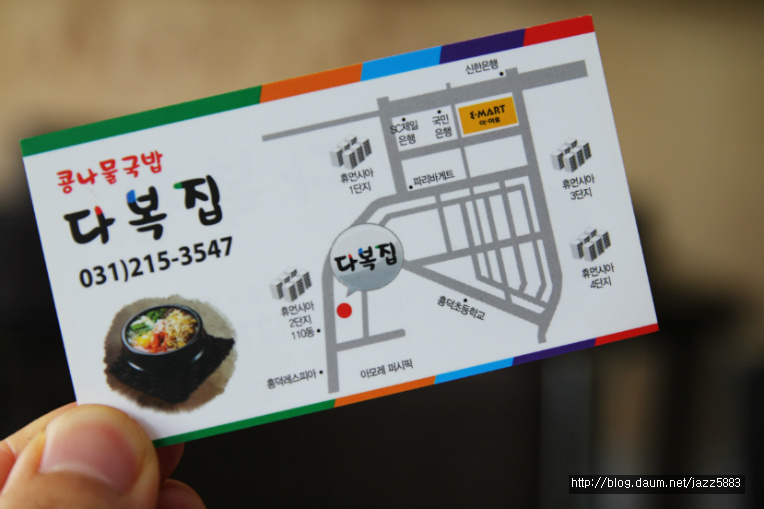 콩나물국밥
다복집
031)215-3547
신한은행
E·MART
이·마트
SC제일
은행
국민
은행
휴먼시아
1단지
파리바게트
휴먼시아
3단지
다복집
휴먼시아
4단지
휴먼시아
2단지
110동
흥덕초등학교
흥덕레스피아
아모레 퍼시픽
http://blog.daum.net/jazz5883